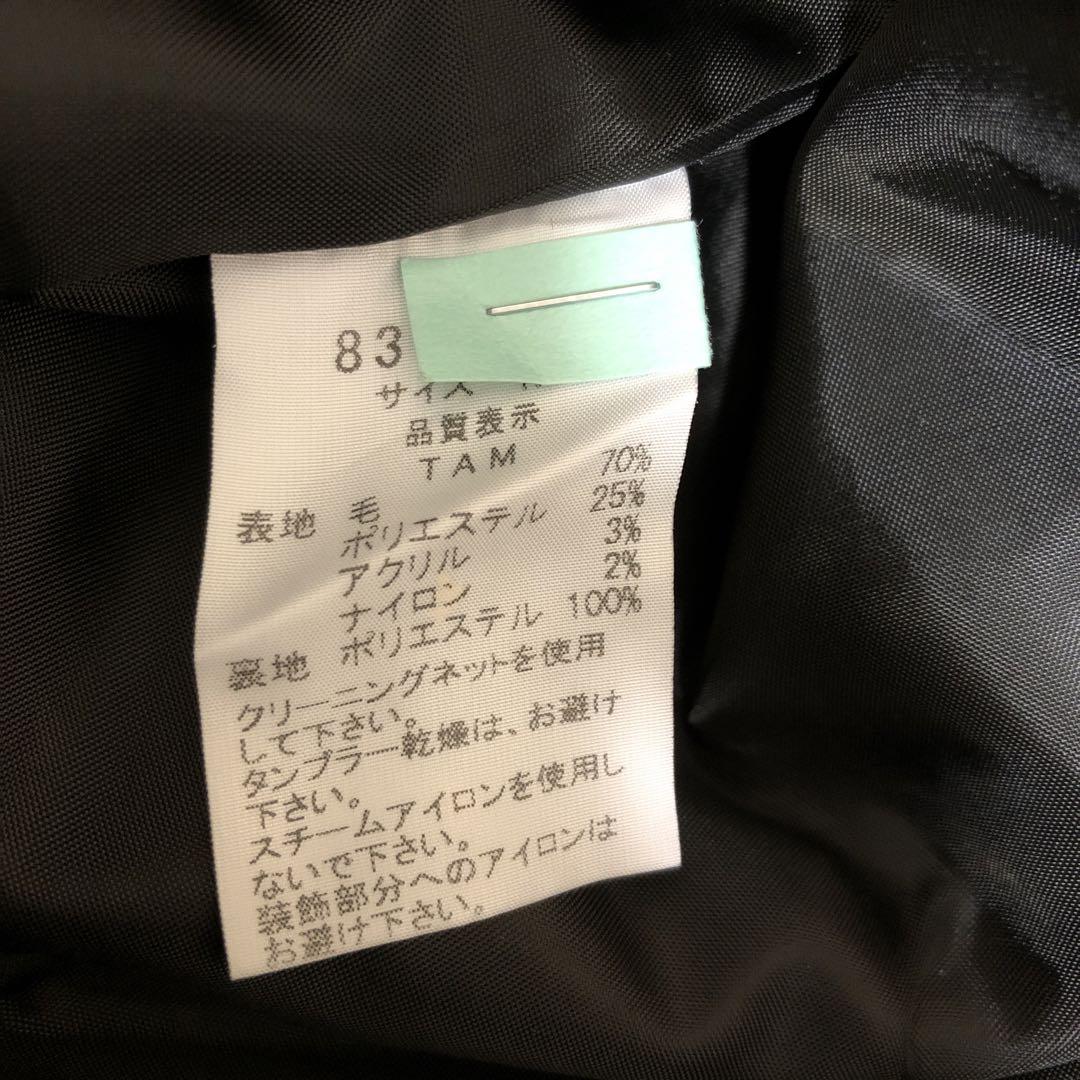 83
サイズ
品質表示
TAM
表地 毛 70%
ポリエステル 25%
アクリル 3%
ナイロン 2%
裏地 ポリエステル 100%
クリーニングネットを使用
して下さい。
タンブラー乾燥は、お避け
下さい。
スチームアイロンを使用し
ないで下さい。
装飾部分へのアイロンは
お避け下さい。